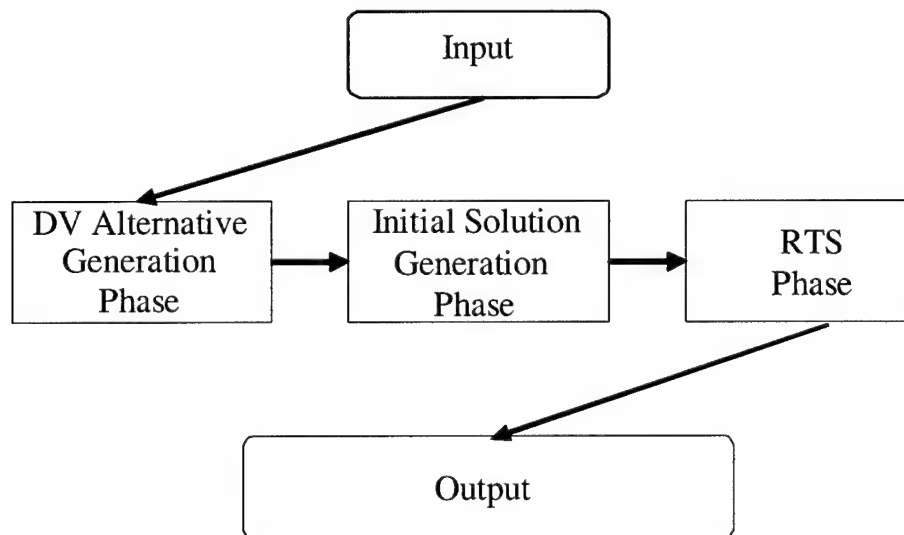 Input
DV Alternative
Generation
Phase
Initial Solution
Generation
Phase
RTS
Phase
Output